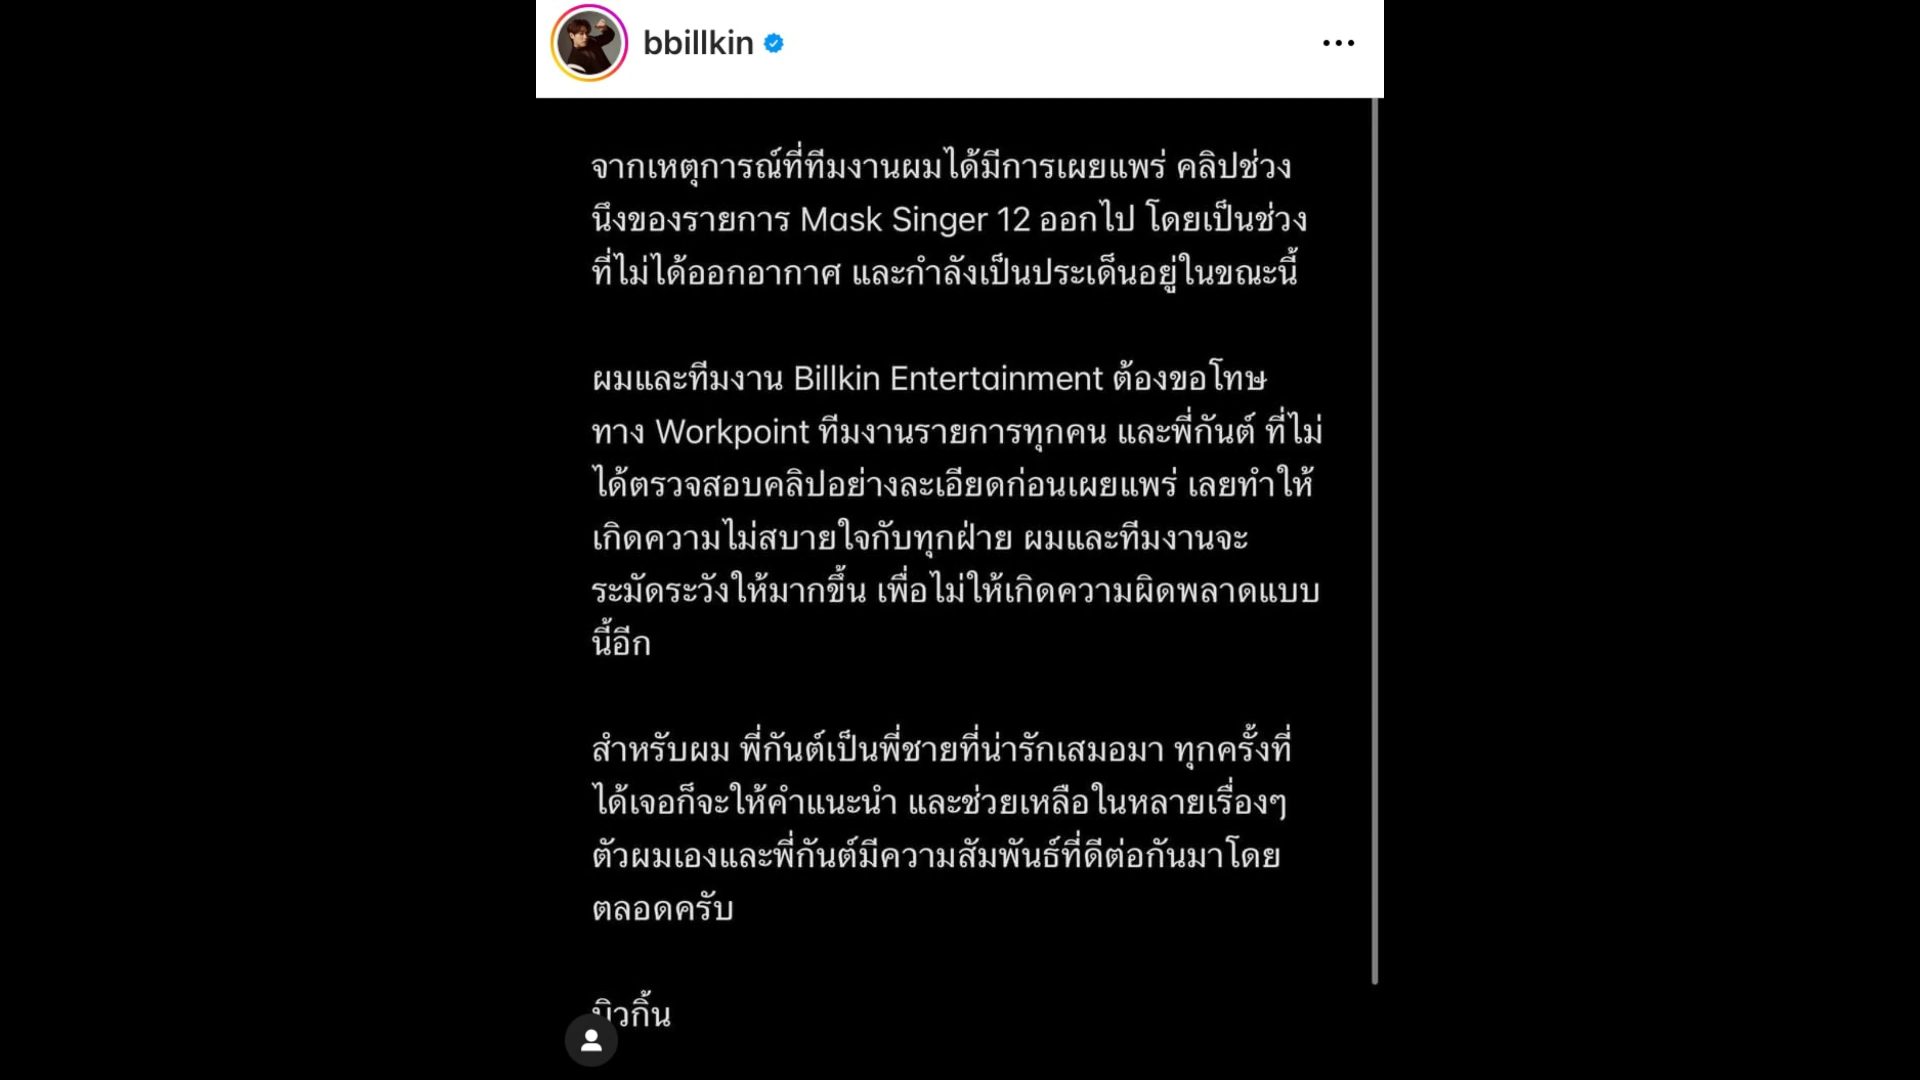 bbillkin
จากเหตุการณ์ที่ทีมงานผมได้มีการเผยแพร่ คลิปช่วง
นึงของรายการ Mask Singer 12 ออกไป โดยเป็นช่วง
ที่ไม่ได้ออกอากาศ และกำลังเป็นประเด็นอยู่ในขณะนี้
ผมและทีมงาน Billkin Entertainment ต้องขอโทษ
ทาง Workpoint ทีมงานรายการทุกคน และพี่กันต์ ที่ไม่
ได้ตรวจสอบคลิปอย่างละเอียดก่อนเผยแพร่ เลยทำให้
เกิดความไม่สบายใจกับทุกฝ่าย ผมและทีมงานจะ
ระมัดระวังให้มากขึ้น เพื่อไม่ให้เกิดความผิดพลาดแบบ
นี้อีก
สำหรับผม พี่กันต์เป็นพี่ชายที่น่ารักเสมอมา ทุกครั้งที่
ได้เจอก็จะให้คำแนะนำ และช่วยเหลือในหลายเรื่องๆ
ตัวผมเองและพี่กันต์มีความสัมพันธ์ที่ดีต่อกันมาโดย
ตลอดครับ
บิวกิ้น